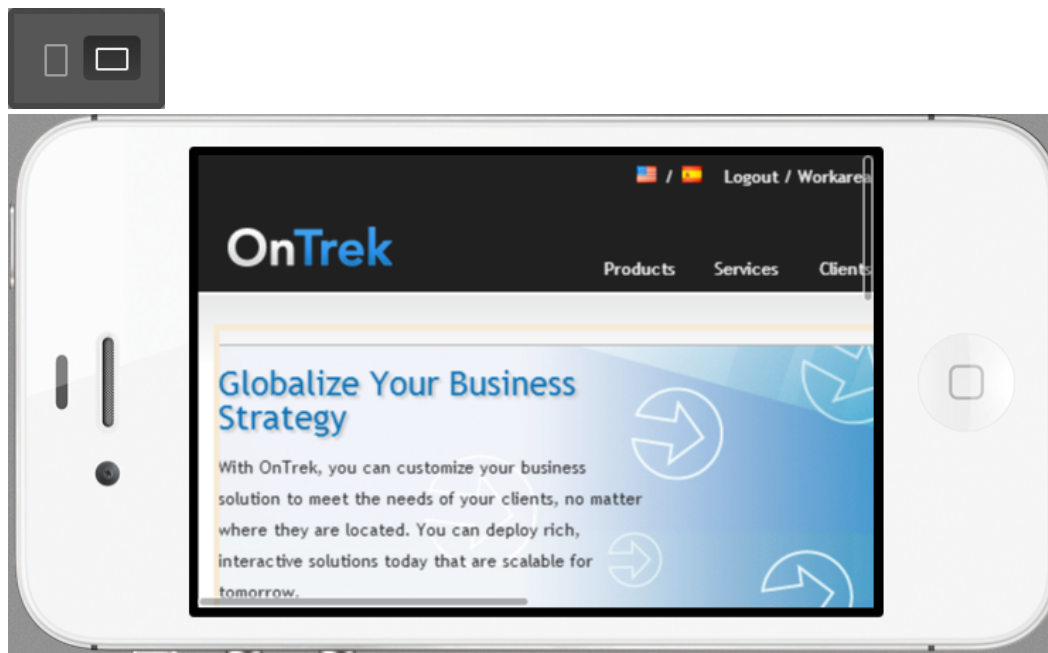 / Logout / Workarea
OnTrek
Products Services Clients
Globalize Your Business
Strategy
With OnTrek, you can customize your business
solution to meet the needs of your clients, no matter
where they are located. You can deploy rich,
interactive solutions today that are scalable for
tomorrow.